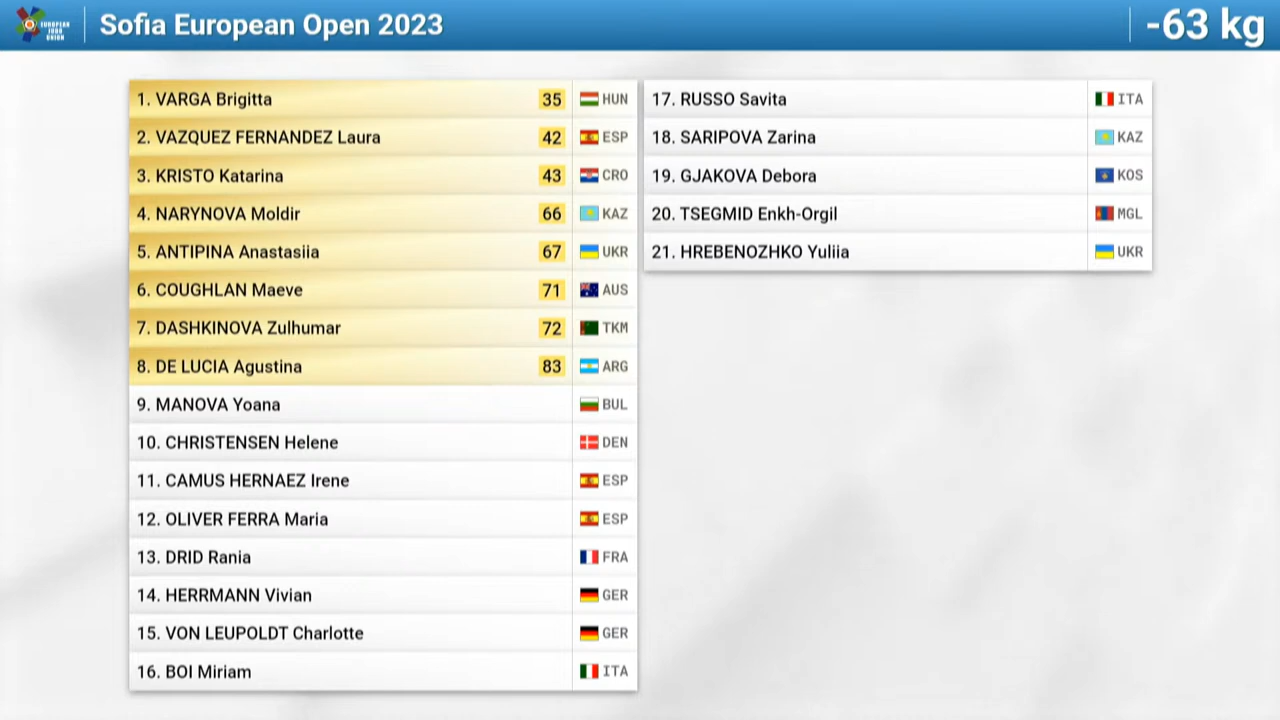 EUROPEAN
JUDO
UNION
Sofia European Open 2023
-63 kg
1. VARGA Brigitta 35 HUN
2. VAZQUEZ FERNANDEZ Laura 42 ESP
3. KRISTO Katarina 43 CRO
4. NARYNOVA Moldir 66 KAZ
5. ANTIPINA Anastasiia 67 UKR
6. COUGHLAN Maeve 71 AUS
7. DASHKINOVA Zulhumar 72 TKM
8. DE LUCIA Agustina 83 ARG
9. MANOVA Yoana BUL
10. CHRISTENSEN Helene DEN
11. CAMUS HERNAEZ Irene ESP
12. OLIVER FERRA Maria ESP
13. DRID Rania FRA
14. HERRMANN Vivian GER
15. VON LEUPOLDT Charlotte GER
16. BOI Miriam ITA
17. RUSSO Savita ITA
18. SARIPOVA Zarina KAZ
19. GJAKOVA Debora KOS
20. TSEGMID Enkh-Orgil MGL
21. HREBENOZHKO Yuliia UKR